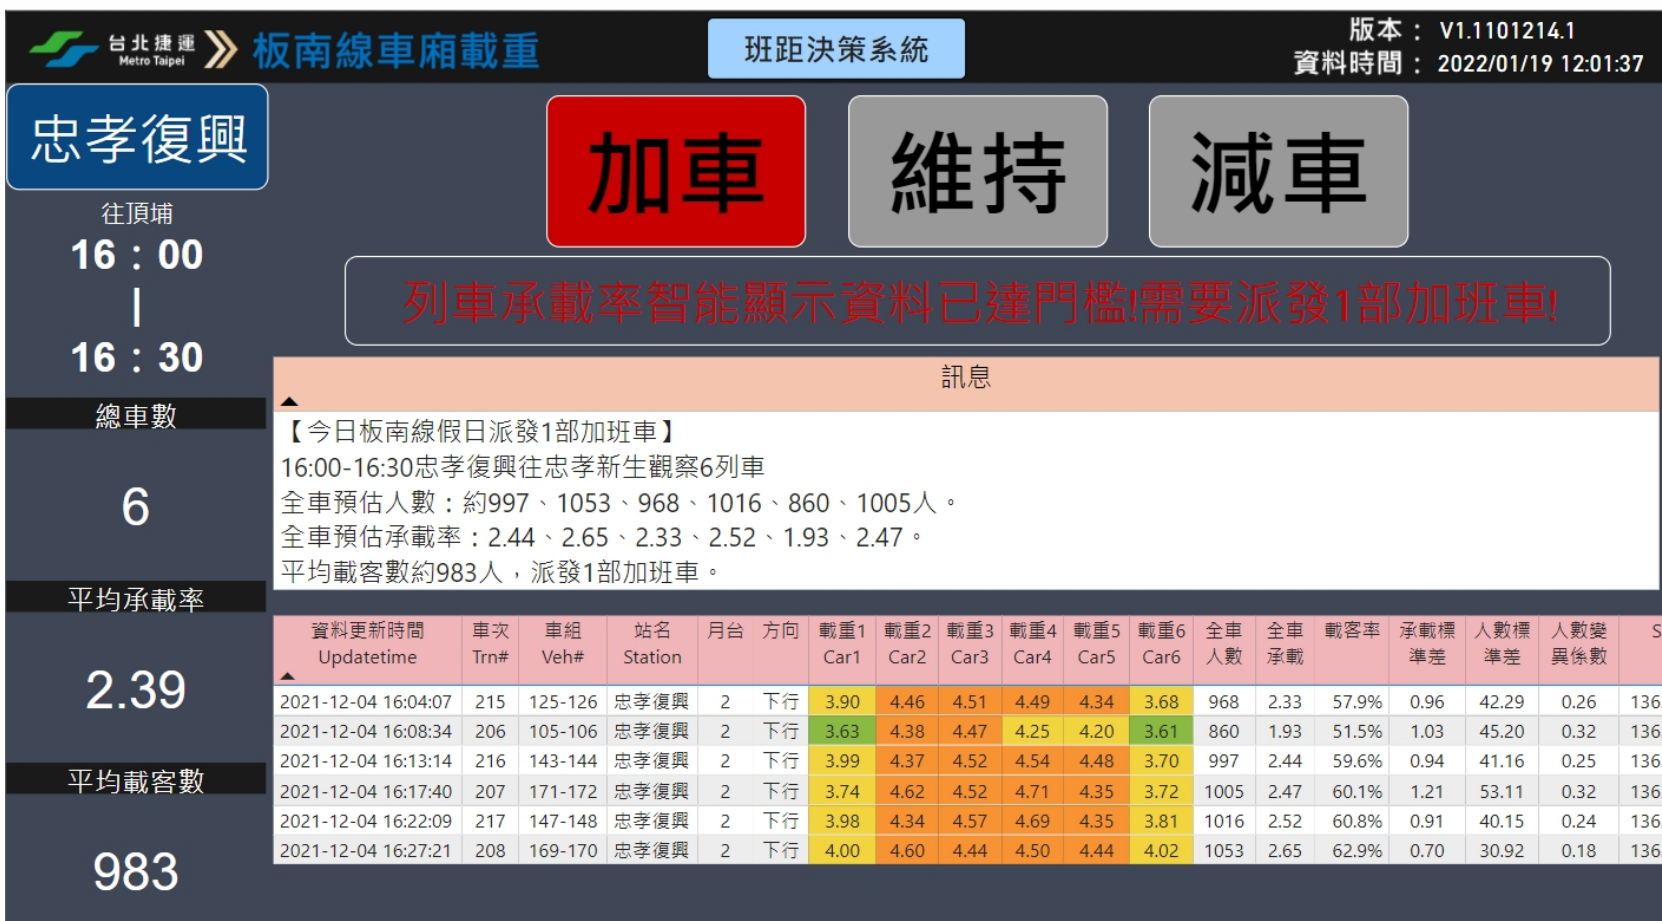 台北捷運
Metro Taipei
板南線車廂載重
班距決策系統
版本： V1.1101214.1
資料時間： 2022/01/19 12:01:37
忠孝復興
往頂埔
16：00
|
16：30
總車數
6
平均承載率
2.39
平均載客數
983
加車 維持 減車
列車承載率智能顯示資料已達門檻!需要派發1部加班車!
訊息
【今日板南線假日派發1部加班車】
16:00-16:30忠孝復興往忠孝新生觀察6列車
全車預估人數：約997、1053、968、1016、860、1005人。
全車預估承載率：2.44、2.65、2.33、2.52、1.93、2.47。
平均載客數約983人，派發1部加班車。
資料更新時間 車次 車組 站名 月台 方向 載重1 載重2 載重3 載重4 載重5 載重6 全車 全車 載客率 承載標 人數標 人數變 S
Updatetime Trn# Veh# Station Car1 Car2 Car3 Car4 Car5 Car6 人數 承載 準差 準差 異係數
2021-12-04 16:04:07 215 125-126 忠孝復興 2 下行 3.90 4.46 4.51 4.49 4.34 3.68 968 2.33 57.9% 0.96 42.29 0.26 136
2021-12-04 16:08:34 206 105-106 忠孝復興 2 下行 3.63 4.38 4.47 4.25 4.20 3.61 860 1.93 51.5% 1.03 45.20 0.32 136
2021-12-04 16:13:14 216 143-144 忠孝復興 2 下行 3.99 4.37 4.52 4.54 4.48 3.70 997 2.44 59.6% 0.94 41.16 0.25 136
2021-12-04 16:17:40 207 171-172 忠孝復興 2 下行 3.74 4.62 4.52 4.71 4.35 3.72 1005 2.47 60.1% 1.21 53.11 0.32 136
2021-12-04 16:22:09 217 147-148 忠孝復興 2 下行 3.98 4.34 4.57 4.69 4.35 3.81 1016 2.52 60.8% 0.91 40.15 0.24 136
2021-12-04 16:27:21 208 169-170 忠孝復興 2 下行 4.00 4.60 4.44 4.50 4.44 4.02 1053 2.65 62.9% 0.70 30.92 0.18 136